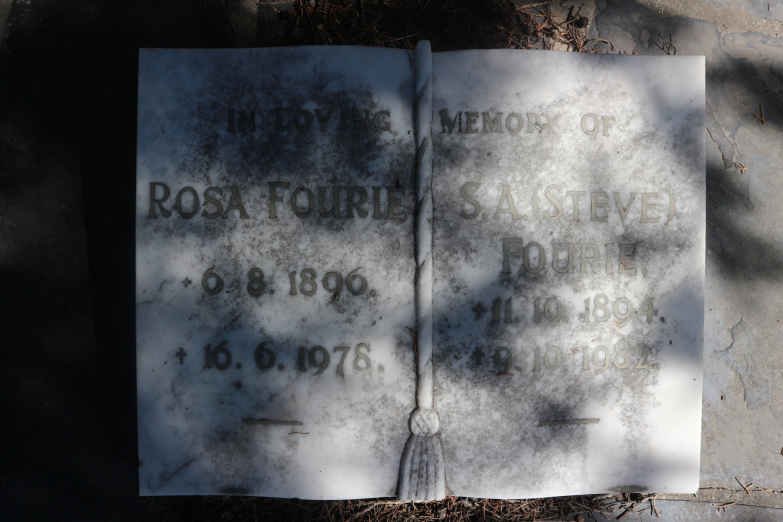 IN LOVING MEMORY OF
ROSA FOURIE
6. 8. 1896.
16. 6. 1978.
S.A. (STEVE)
FOURIE.
11. 10. 1894.
9. 10.